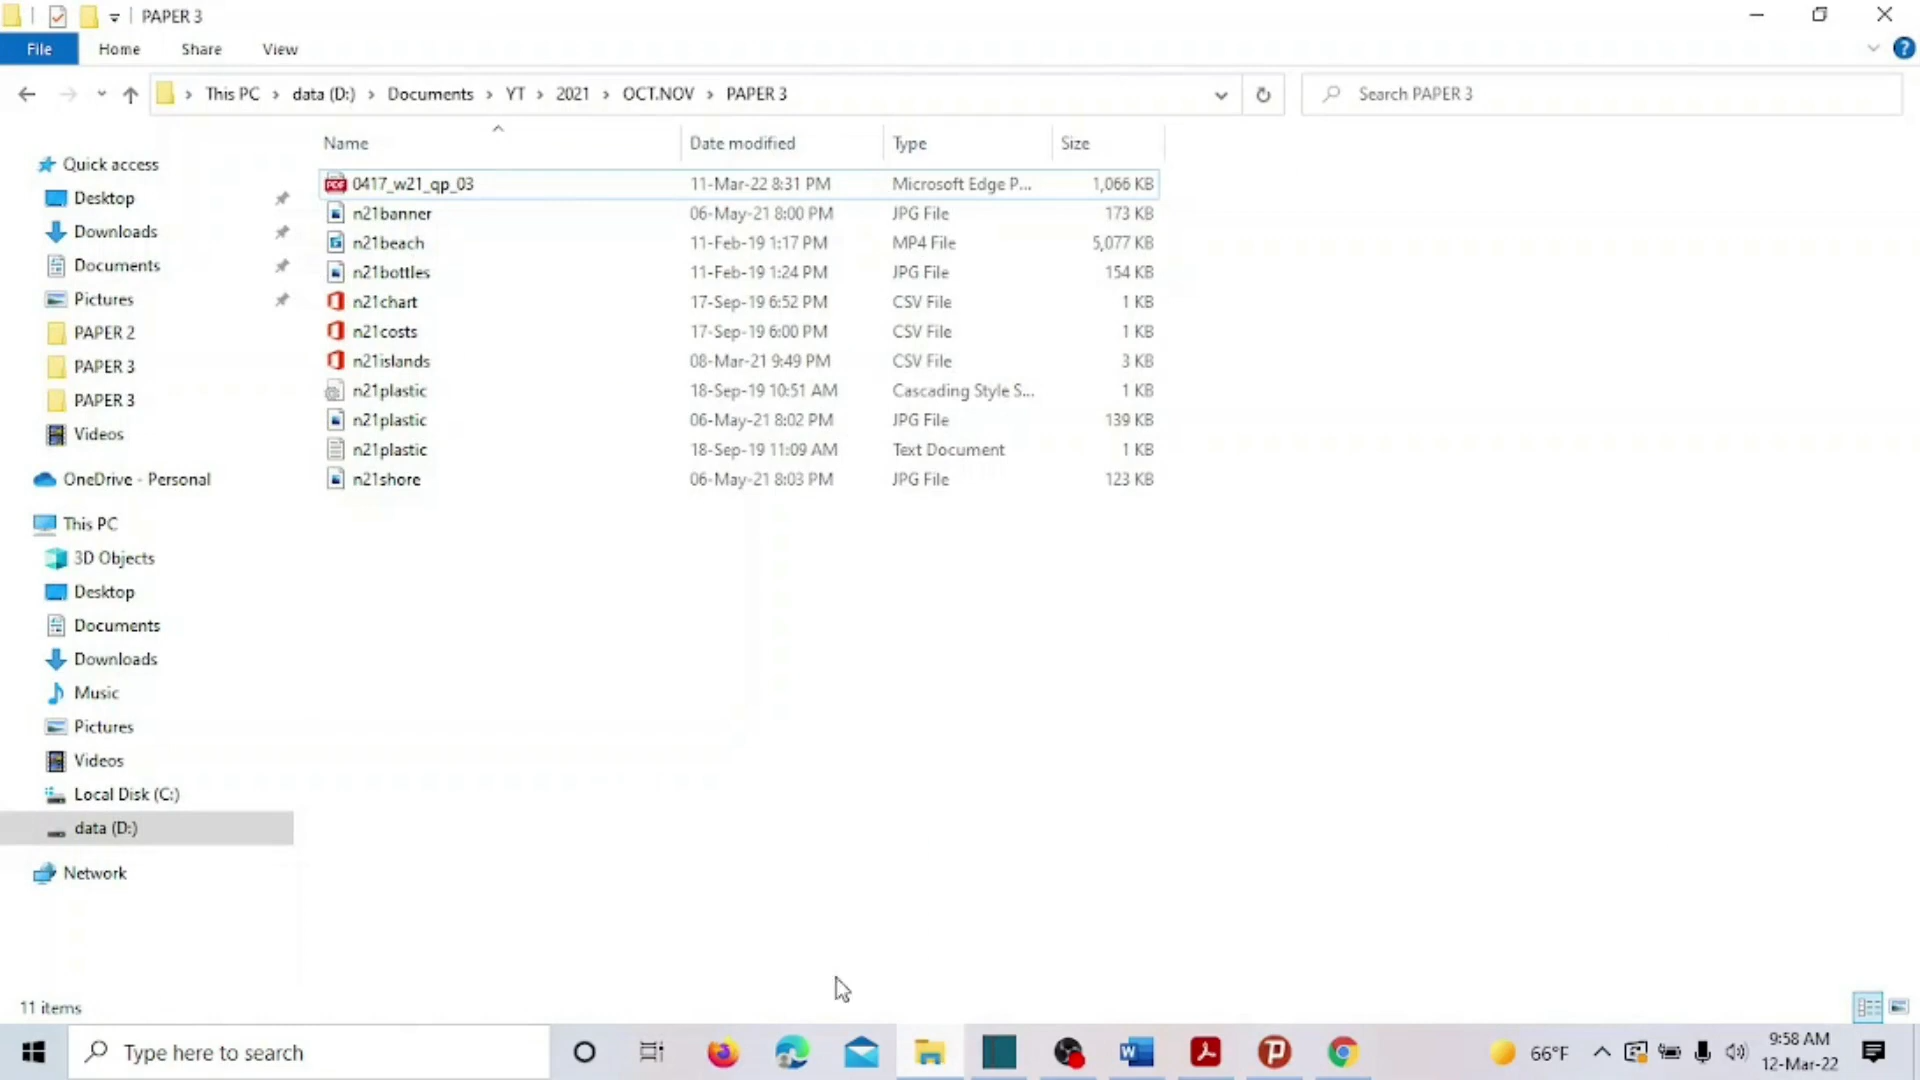 PAPER 3
File Home Share View
This PC data (D:) Documents YT 2021 OCT.NOV PAPER 3 Search PAPER 3
Name Date modified Type Size
Quick access
Desktop
Downloads
Documents
Pictures
PAPER 2
PAPER 3
PAPER 3
Videos
OneDrive - Personal
This PC
3D Objects
Desktop
Documents
Downloads
Music
Pictures
Videos
Local Disk (C:)
data (D:)
Network
0417_w21_qp_03 11-Mar-22 8:31 PM Microsoft Edge P... 1,066 KB
n21banner 06-May-21 8:00 PM JPG File 173 KB
n21beach 11-Feb-19 1:17 PM MP4 File 5,077 KB
n21bottles 11-Feb-19 1:24 PM JPG File 154 KB
n21chart 17-Sep-19 6:52 PM CSV File 1 KB
n21costs 17-Sep-19 6:00 PM CSV File 1 KB
n21islands 08-Mar-21 9:49 PM CSV File 3 KB
n21plastic 18-Sep-19 10:51 AM Cascading Style S... 1 KB
n21plastic 06-May-21 8:02 PM JPG File 139 KB
n21plastic 18-Sep-19 11:09 AM Text Document 1 KB
n21shore 06-May-21 8:03 PM JPG File 123 KB
11 items
Type here to search
66°F
9:58 AM
12-Mar-22